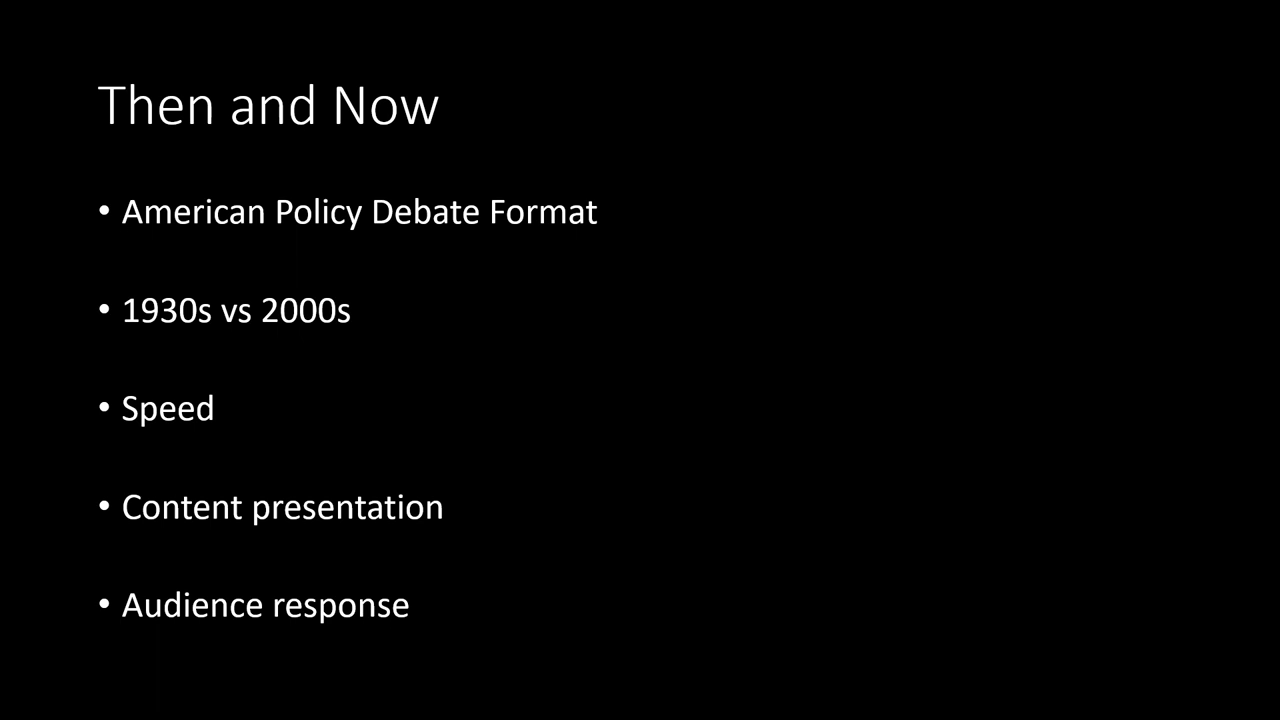 Then and Now
• American Policy Debate Format
• 1930s vs 2000s
• Speed
• Content presentation
• Audience response